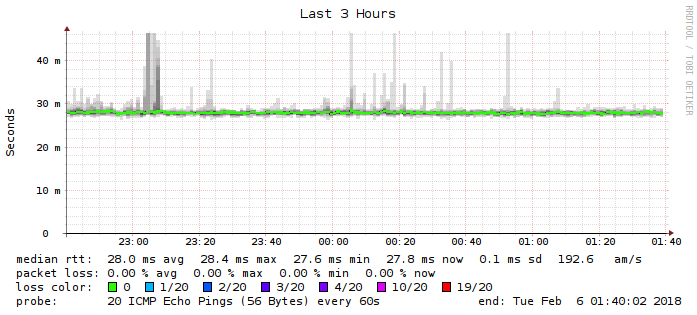 Last 3 Hours
RRDTOOL / TOBI OETIKER
Seconds
40 m
30 m
20 m
10 m
0
23:00 23:20 23:40 00:00 00:20 00:40 01:00 01:20 01:40
median rtt: 28.0 ms avg 28.4 ms max 27.6 ms min 27.8 ms now 0.1 ms sd 192.6 am/s
packet loss: 0.00 % avg 0.00 % max 0.00 % min 0.00 % now
loss color: 0 1/20 2/20 3/20 4/20 10/20 19/20
probe: 20 ICMP Echo Pings (56 Bytes) every 60s end: Tue Feb 6 01:40:02 2018